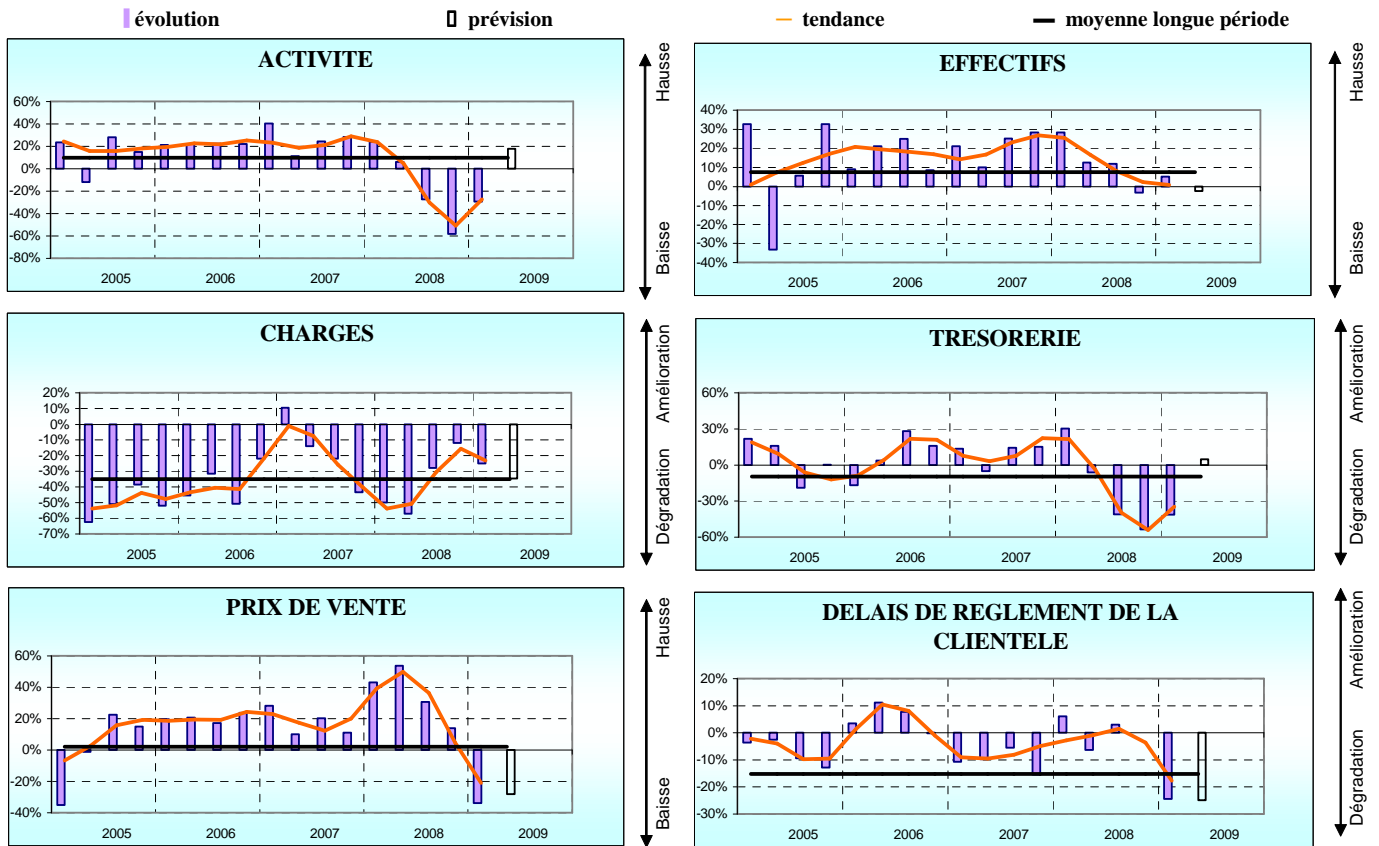 évolution prévision tendance moyenne longue période
ACTIVITE
60%
40%
20%
0%
-20%
-40%
-60%
-80%
2005 2006 2007 2008 2009
Hausse
Baisse
EFFECTIFS
40%
30%
20%
10%
0%
-10%
-20%
-30%
-40%
2005 2006 2007 2008 2009
Hausse
Baisse
CHARGES
20%
10%
0%
-10%
-20%
-30%
-40%
-50%
-60%
-70%
2005 2006 2007 2008 2009
Amélioration
Dégradation
TRESORERIE
60%
30%
0%
-30%
-60%
2005 2006 2007 2008 2009
Amélioration
Dégradation
PRIX DE VENTE
60%
40%
20%
0%
-20%
-40%
2005 2006 2007 2008 2009
Hausse
Baisse
DELAIS DE REGLEMENT DE LA
CLIENTELE
20%
10%
0%
-10%
-20%
-30%
2005 2006 2007 2008 2009
Amélioration
Dégradation